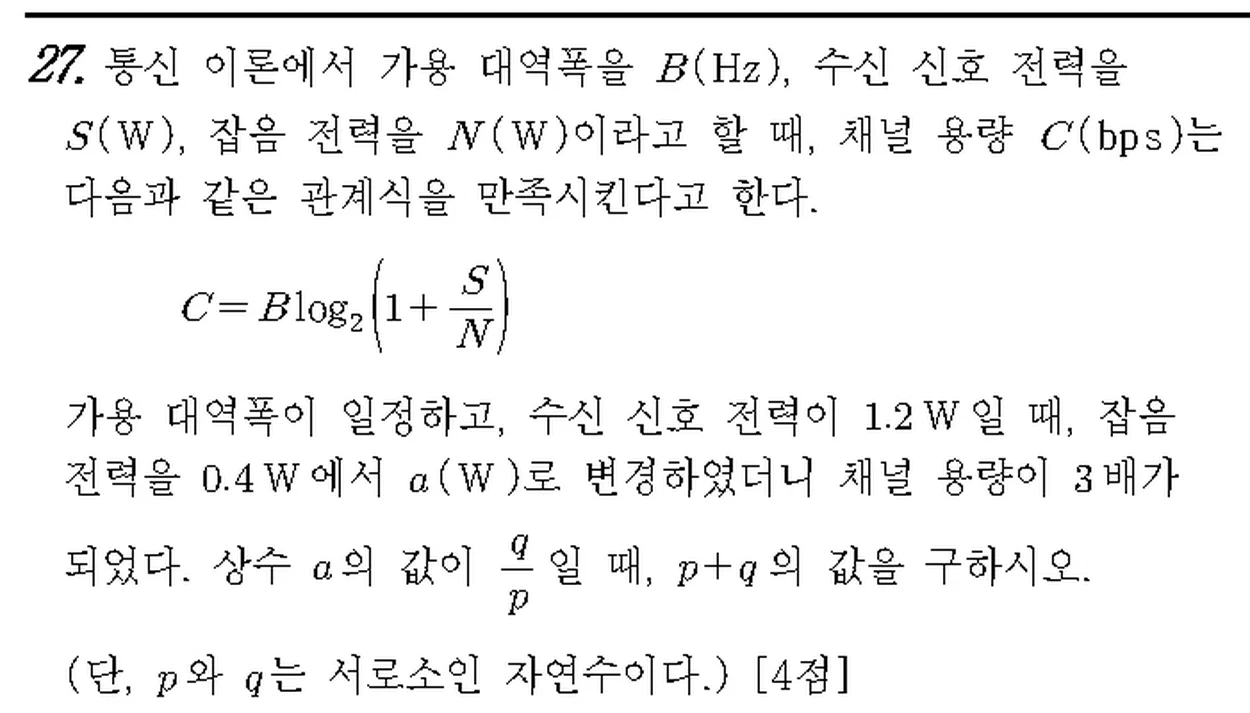 27. 통신 이론에서 가용 대역폭을 B(Hz), 수신 신호 전력을
S(W), 잡음 전력을 N(W)이라고 할 때, 채널 용량 C(bps)는
다음과 같은 관계식을 만족시킨다고 한다.
C = B log₂(1 + S/N)
가용 대역폭이 일정하고, 수신 신호 전력이 1.2 W일 때, 잡음
전력을 0.4 W에서 a(W)로 변경하였더니 채널 용량이 3배가
되었다. 상수 a의 값이 q/p 일 때, p+q의 값을 구하시오.
(단, p와 q는 서로소인 자연수이다.) [4점]